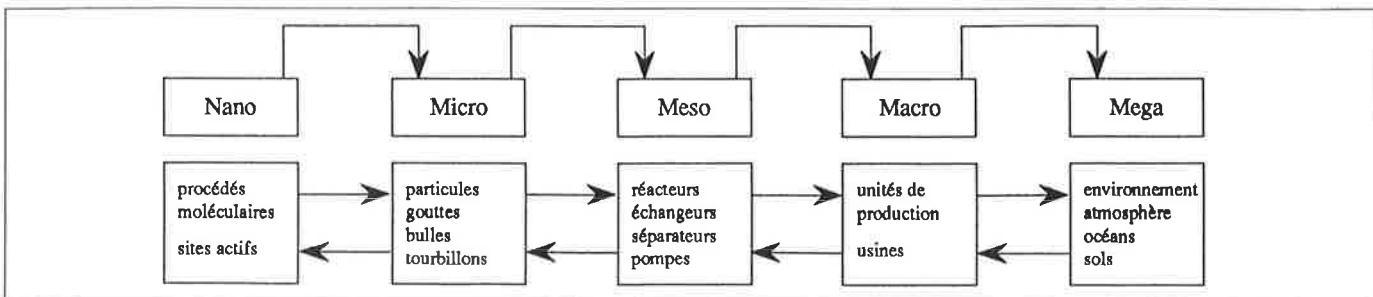 Nano
Micro
Meso
Macro
Mega
procédés
moléculaires
sites actifs
particules
gouttes
bulles
tourbillons
réacteurs
échangeurs
séparateurs
pompes
unités de
production
usines
environnement
atmosphère
océans
sols